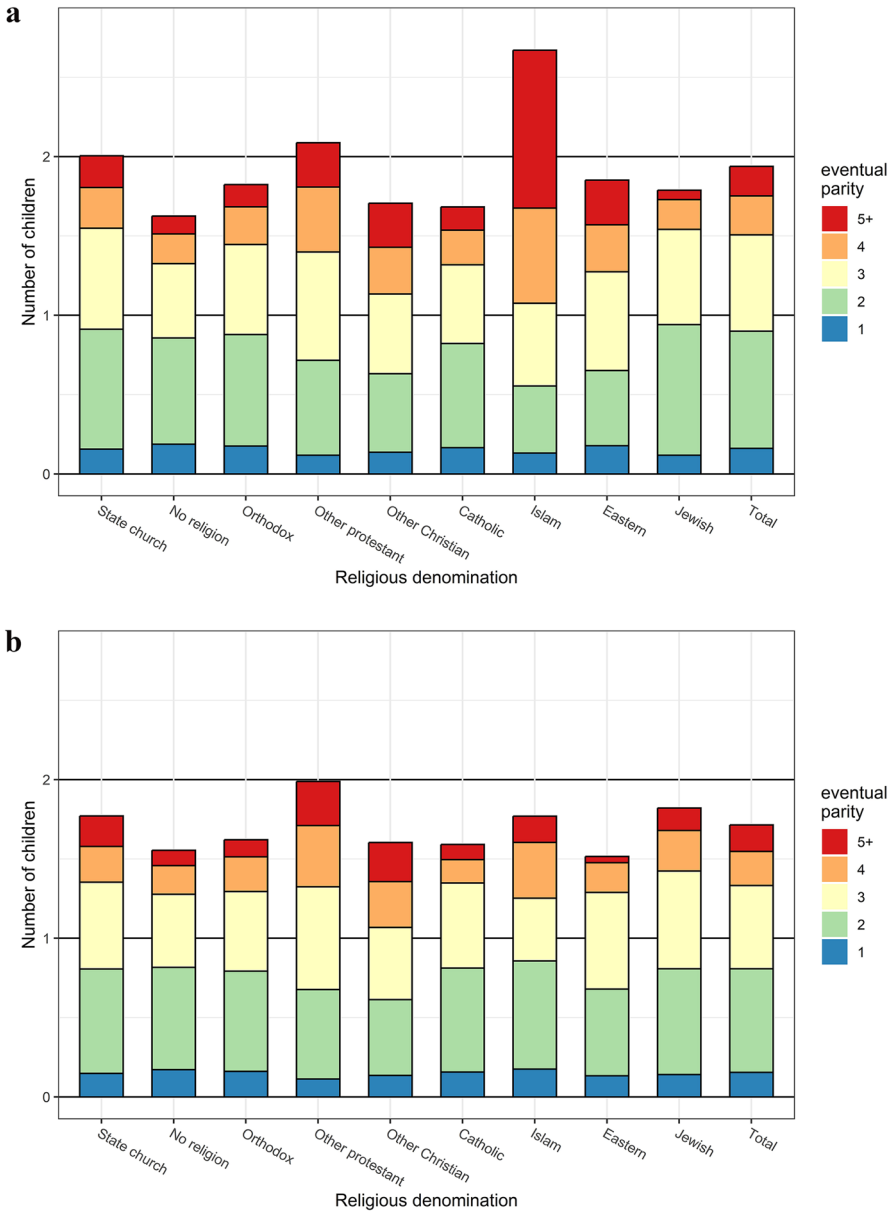 a
Number of children
2
1
0
State church
No religion
Orthodox
Other protestant
Other Christian
Catholic
Islam
Eastern
Jewish
Total
Religious denomination
eventual
parity
5+
4
3
2
1
b
Number of children
2
1
0
State church
No religion
Orthodox
Other protestant
Other Christian
Catholic
Islam
Eastern
Jewish
Total
Religious denomination
eventual
parity
5+
4
3
2
1